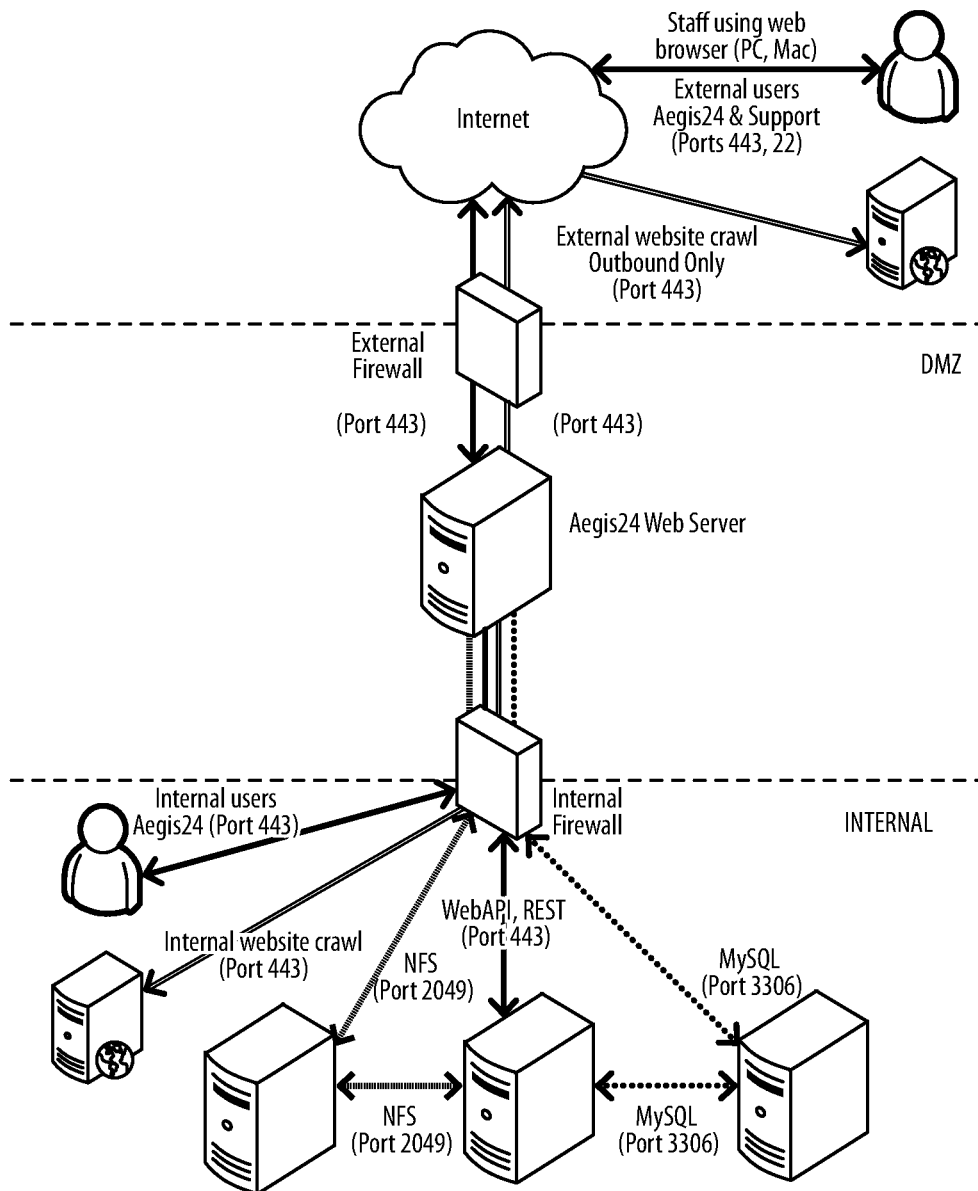 Staff using web
browser (PC, Mac)
External users
Aegis24 & Support
(Ports 443, 22)
Internet
External website crawl
Outbound Only
(Port 443)
External
Firewall
DMZ
(Port 443)
(Port 443)
Aegis24 Web Server
Internal users
Aegis24 (Port 443)
Internal
Firewall
INTERNAL
WebAPI, REST
(Port 443)
Internal website crawl
(Port 443)
NFS
(Port 2049)
MySQL
(Port 3306)
NFS
(Port 2049)
MySQL
(Port 3306)